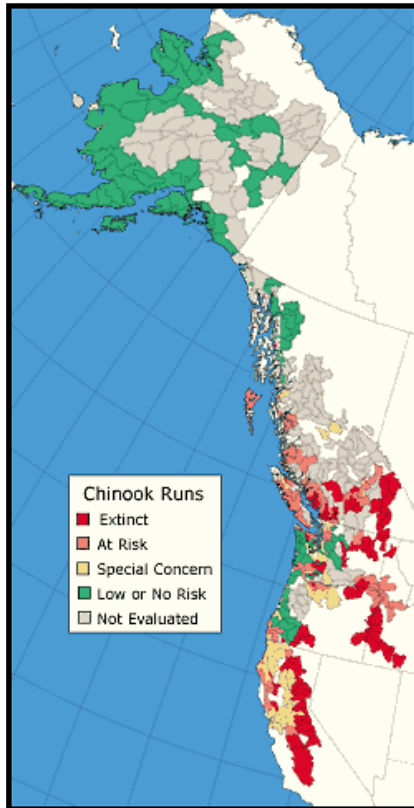 Chinook Runs
Extinct
At Risk
Special Concern
Low or No Risk
Not Evaluated